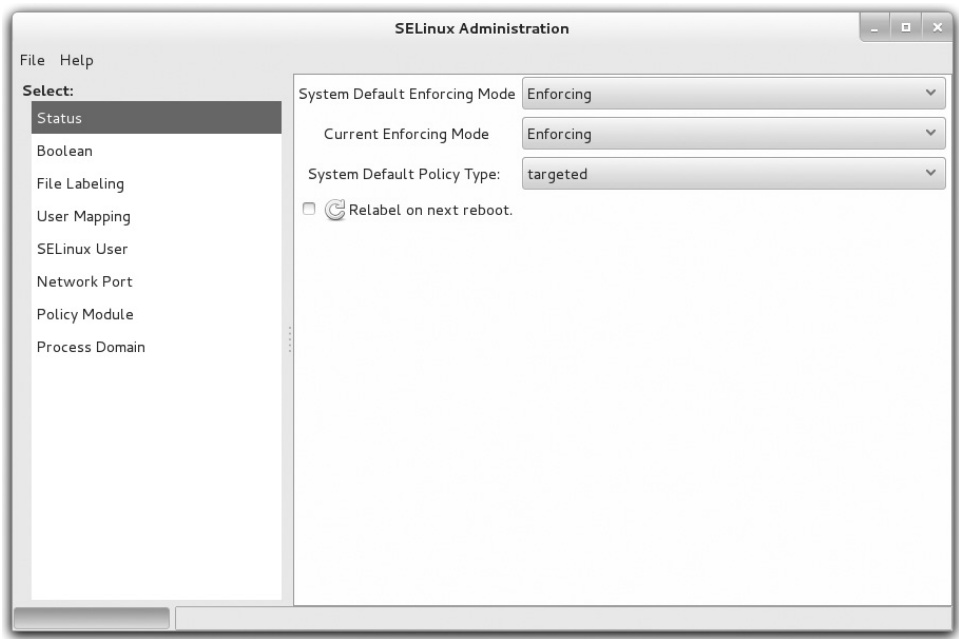 SELinux Administration
File Help
Select:
Status
Boolean
File Labeling
User Mapping
SELinux User
Network Port
Policy Module
Process Domain
System Default Enforcing Mode Enforcing
Current Enforcing Mode Enforcing
System Default Policy Type: targeted
Relabel on next reboot.